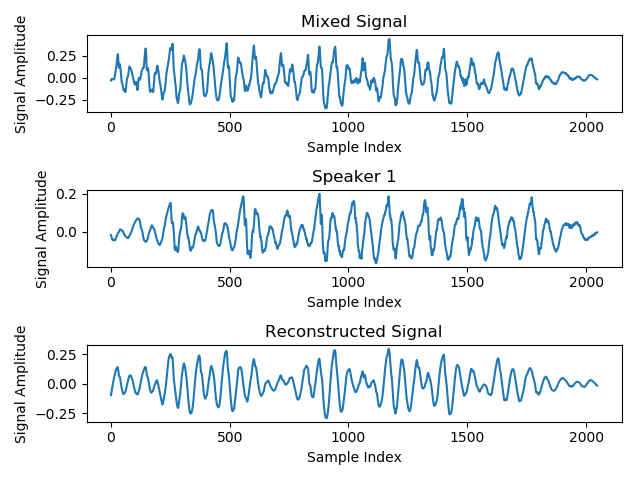 Mixed Signal
Signal Amplitude
0.25
0.00
−0.25
0 500 1000 1500 2000
Sample Index
Speaker 1
Signal Amplitude
0.2
0.0
0 500 1000 1500 2000
Sample Index
Reconstructed Signal
Signal Amplitude
0.25
0.00
−0.25
0 500 1000 1500 2000
Sample Index